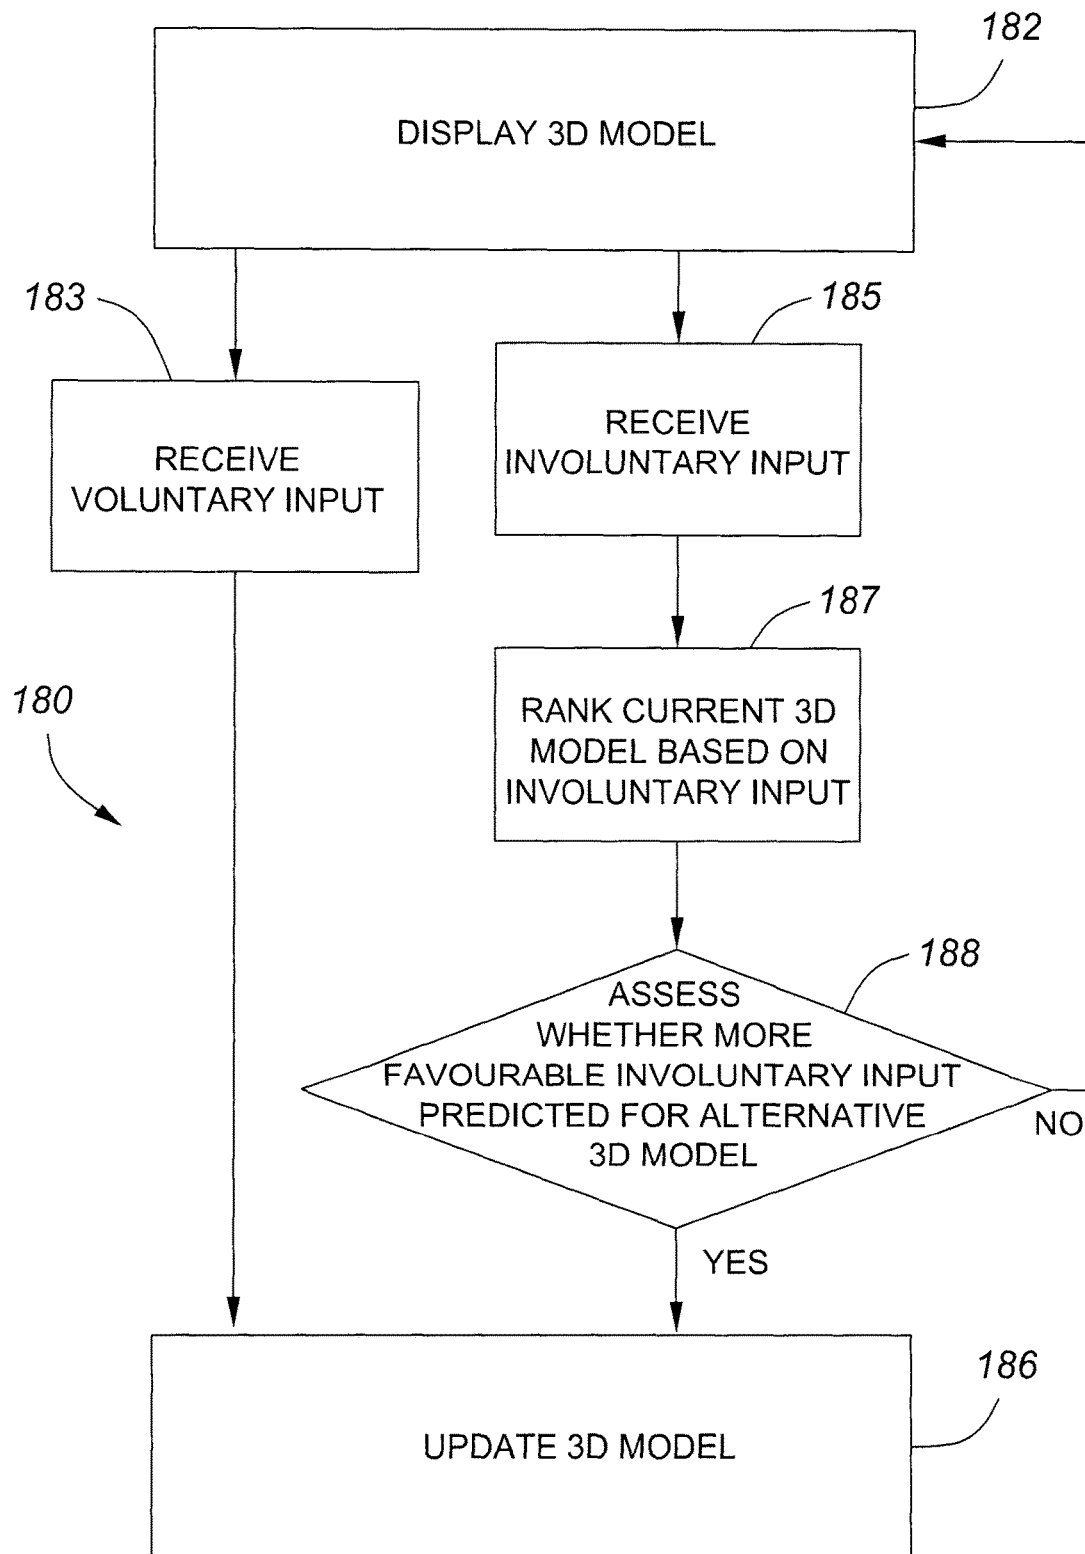 182
DISPLAY 3D MODEL
183
185
RECEIVE
VOLUNTARY INPUT
RECEIVE
INVOLUNTARY INPUT
187
180
RANK CURRENT 3D
MODEL BASED ON
INVOLUNTARY INPUT
188
ASSESS
WHETHER MORE
FAVOURABLE INVOLUNTARY INPUT
PREDICTED FOR ALTERNATIVE
3D MODEL
NO
YES
186
UPDATE 3D MODEL